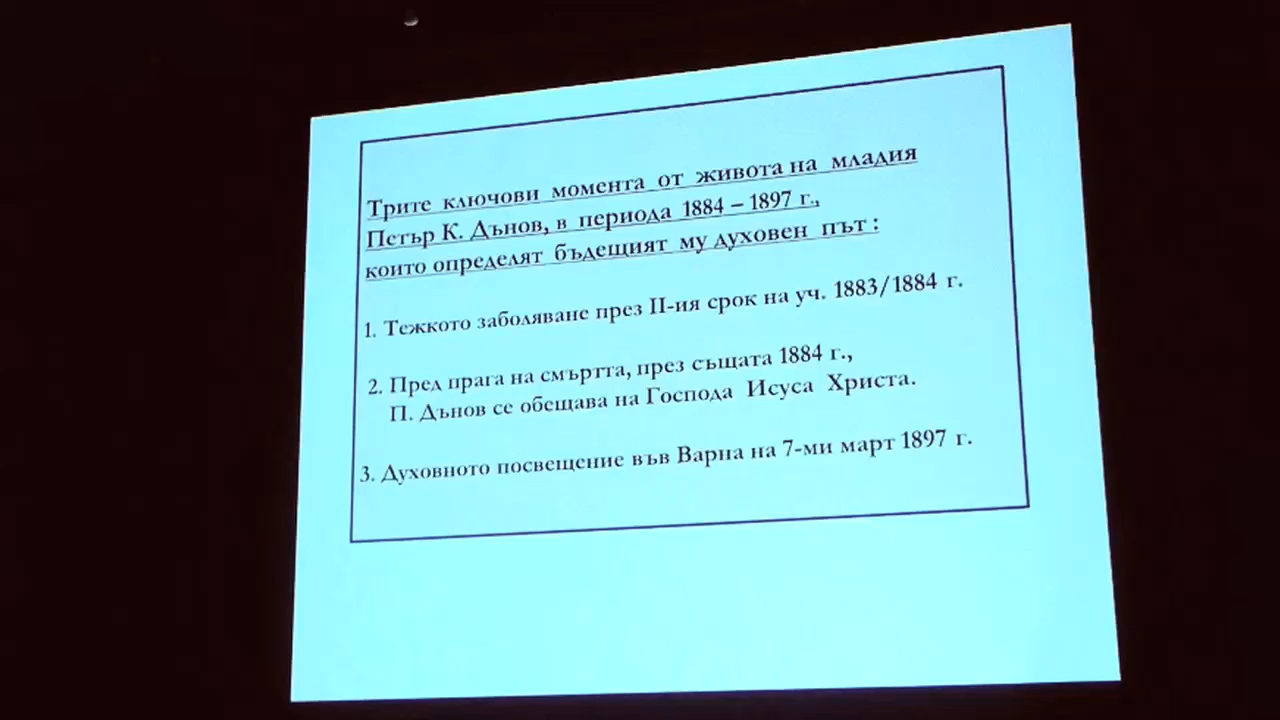 Трите ключови момента от живота на младия
Петър К. Дънов, в периода 1884 – 1897 г.,
които определят бъдещият му духовен път :
1. Тежкото заболяване през II-ия срок на уч. 1883/1884 г.
2. Пред прага на смъртта, през същата 1884 г.,
П. Дънов се обещава на Господа Исуса Христа.
3. Духовното посвещение във Варна на 7-ми март 1897 г.